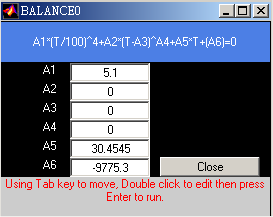 BALANCE0
A1*(T/100)^4+A2*(T-A3)^A4+A5*T+(A6)=0
A1 5.1
A2 0
A3 0
A4 0
A5 30.4545
A6 -9775.3
Close
Using Tab key to move, Double click to edit then press
Enter to run.